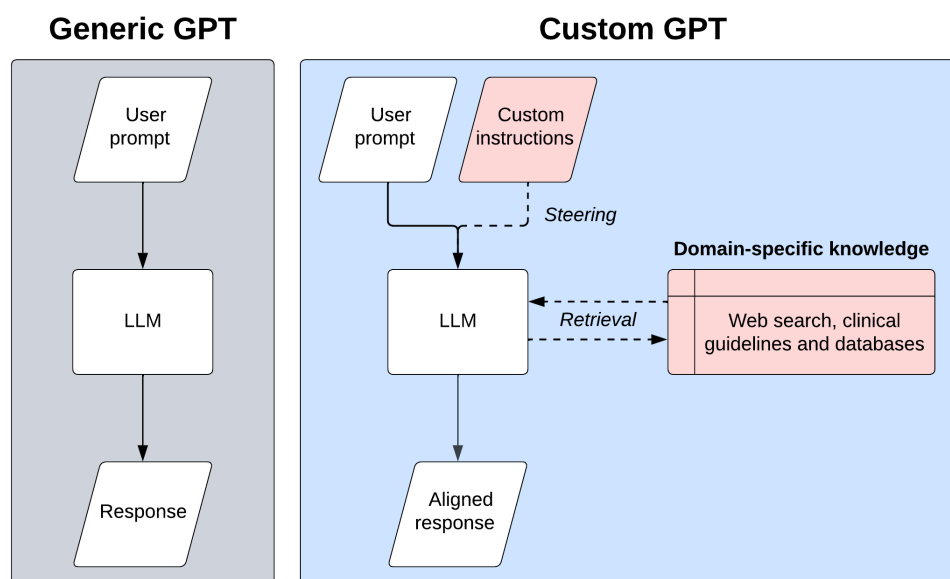 Generic GPT
Custom GPT
User
prompt
LLM
Response
User
prompt
Custom
instructions
Steering
LLM
Retrieval
Domain-specific knowledge
Web search, clinical
guidelines and databases
Aligned
response